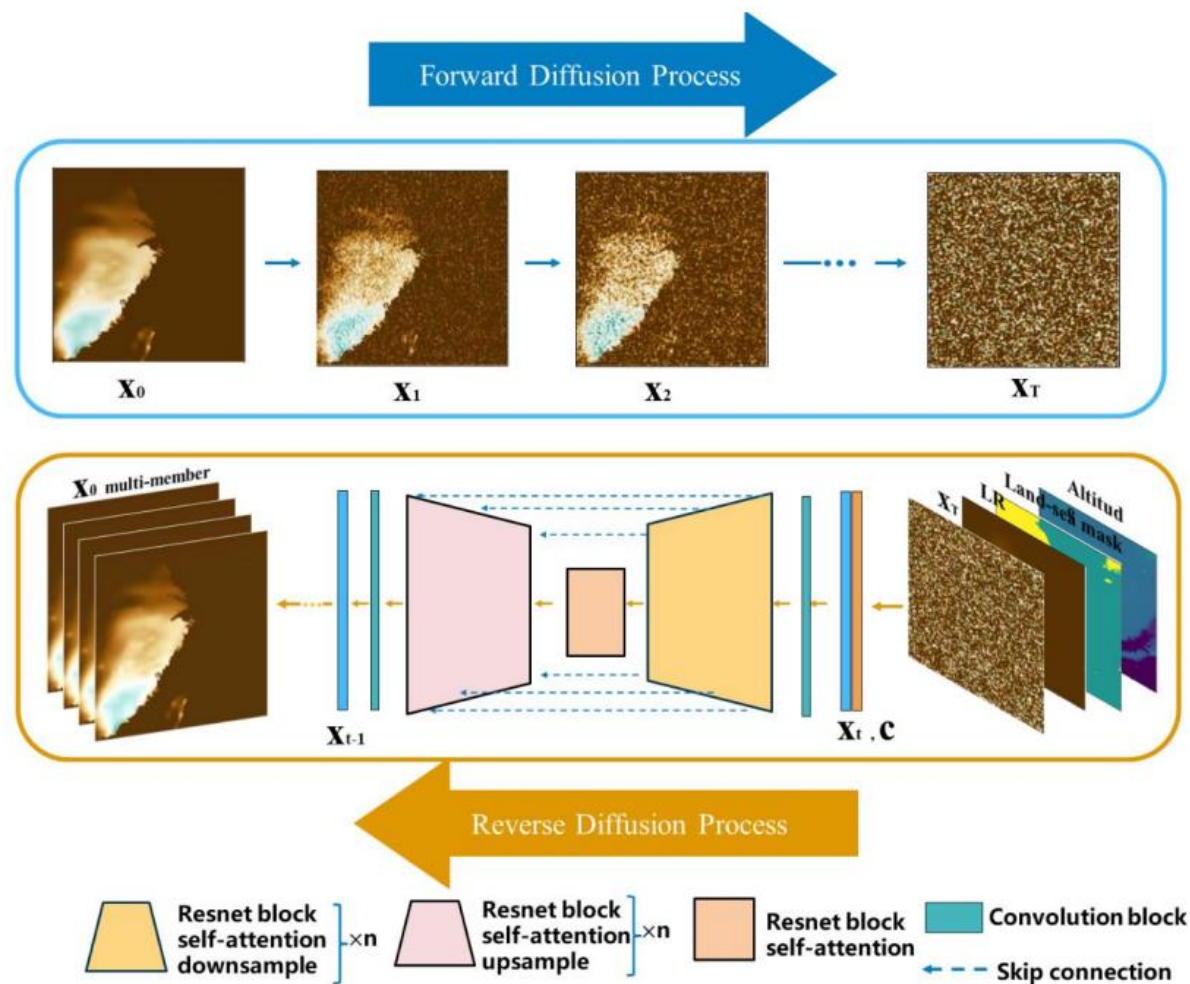 Forward Diffusion Process
X0
X1
X2
XT
X0 multi-member
XT
LR
Land-sea mask
Altitud
Xt-1
Xt , C
Reverse Diffusion Process
Resnet block
self-attention
downsample
×n
Resnet block
self-attention
upsample
×n
Resnet block
self-attention
Convolution block
Skip connection